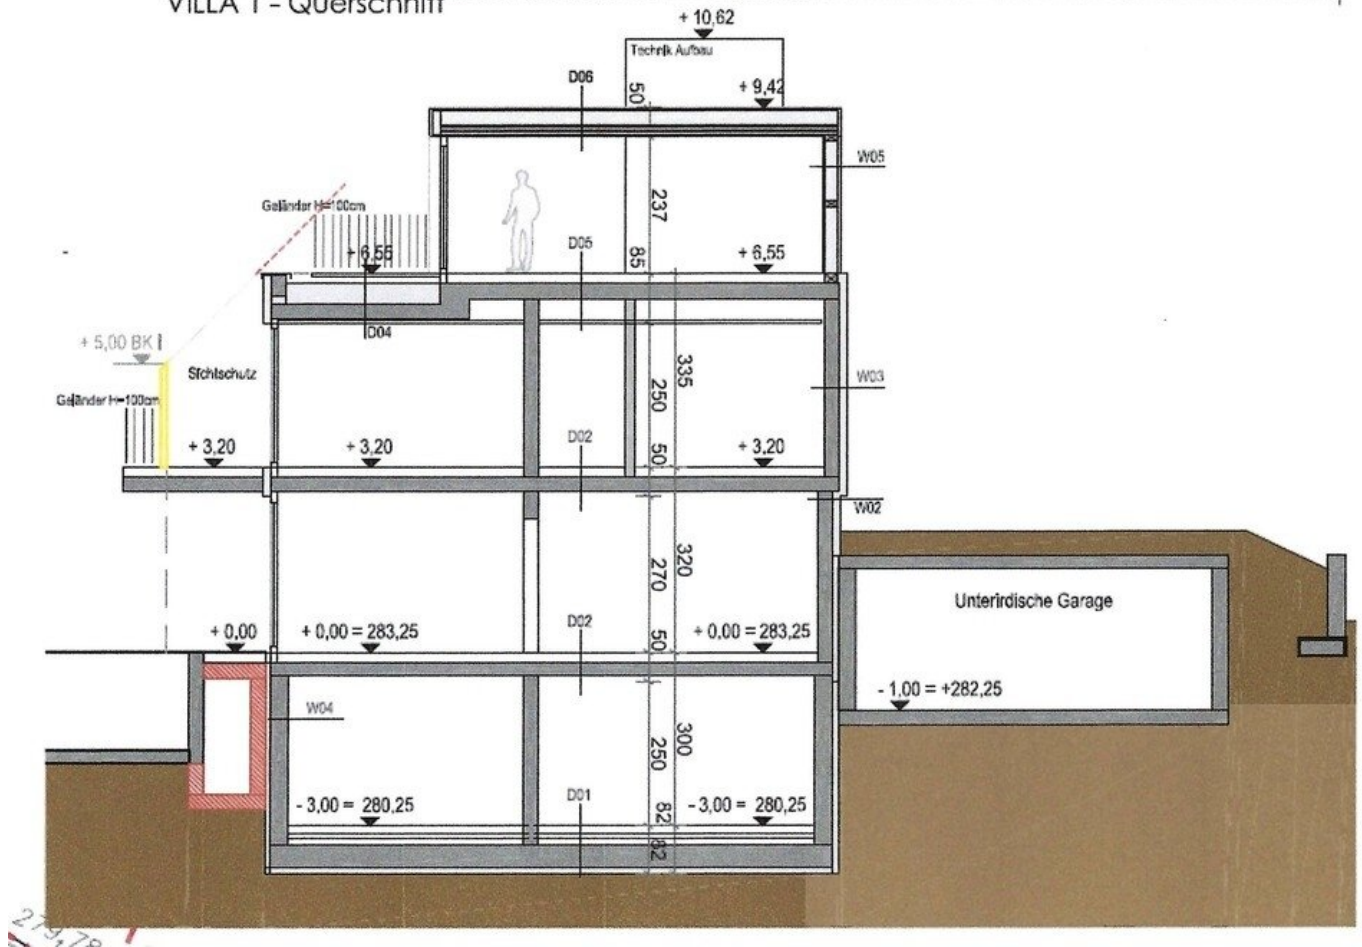 VILLA 1 - Querschnitt
+ 10,62
Technik Aufbau
D06
50
+ 9,42
W05
Geländer H=100cm
237
D05
85
+ 6,55
+ 6,55
D04
+ 5,00 BK
Sichtschutz
335
W03
250
Geländer H=100cm
D02
+ 3,20
+ 3,20
50
+ 3,20
W02
320
270
Unterirdische Garage
D02
+ 0,00
+ 0,00 = 283,25
50
+ 0,00 = 283,25
- 1,00 = +282,25
W04
300
250
D01
- 3,00 = 280,25
82
- 3,00 = 280,25
82
279,78